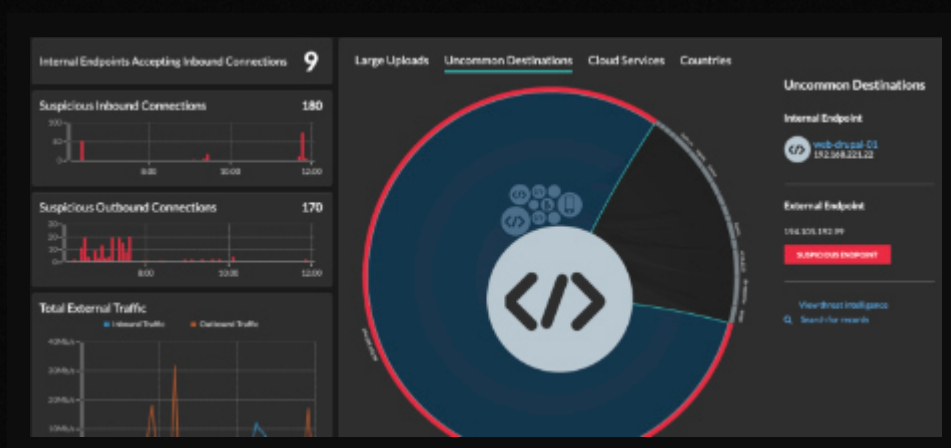 Internal Endpoints Accepting Inbound Connections 9
Suspicious Inbound Connections 180
100
50
0
8:00 10:00 12:00
Suspicious Outbound Connections 170
30
20
10
0
8:00 10:00 12:00
Total External Traffic
Inbound Traffic Outbound Traffic
40Mb/s
30Mb/s
20Mb/s
10Mb/s
Large Uploads Uncommon Destinations Cloud Services Countries
</>
Uncommon Destinations
Internal Endpoint
</> web-drupal-01
192.168.221.22
External Endpoint
SUSPICIOUS ENDPOINT
View threat intelligence
Search for records